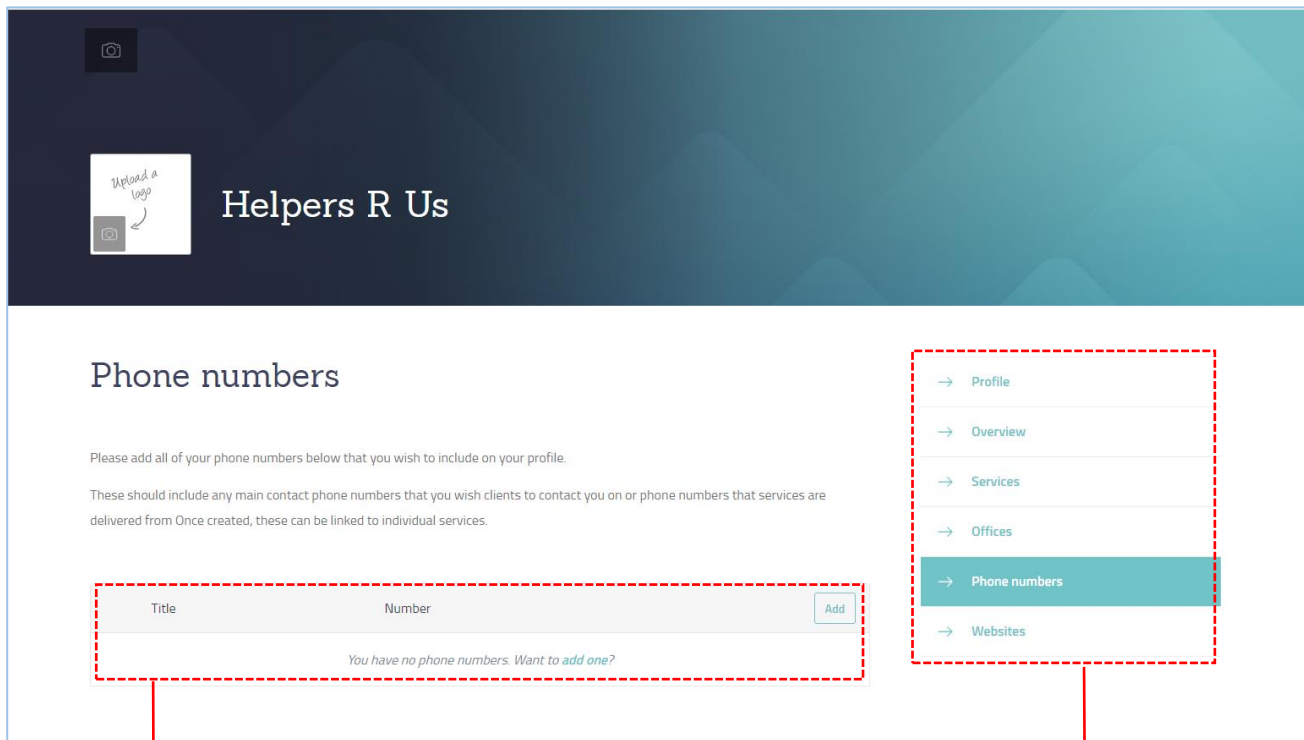 Upload a
logo
Helpers R Us
Phone numbers
Please add all of your phone numbers below that you wish to include on your profile.
These should include any main contact phone numbers that you wish clients to contact you on or phone numbers that services are
delivered from Once created, these can be linked to individual services.
Title Number Add
You have no phone numbers. Want to add one?
Profile
Overview
Services
Offices
Phone numbers
Websites